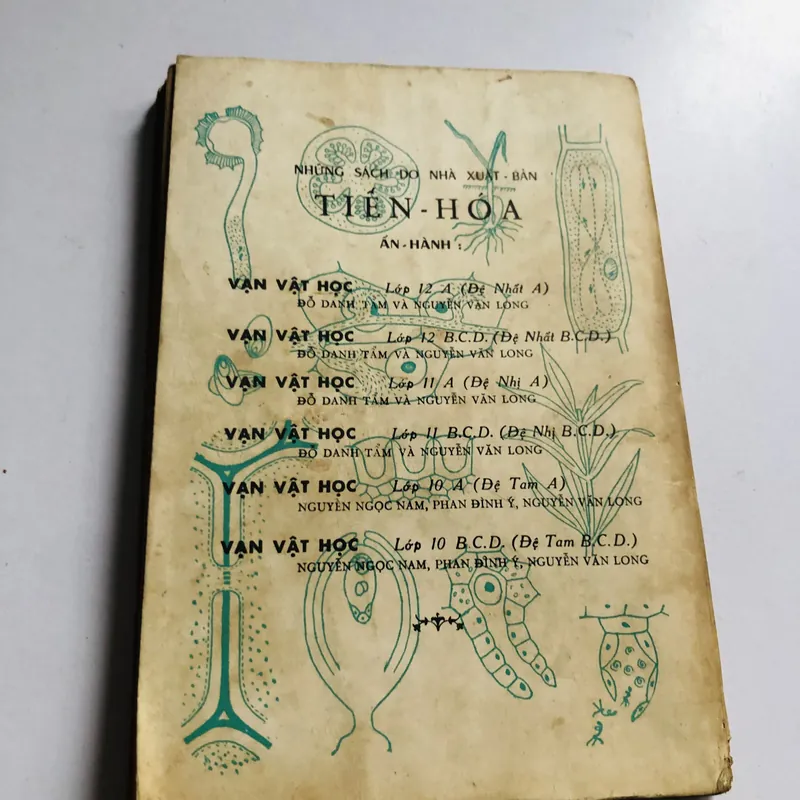 NHỮNG SÁCH DO NHÀ XUẤT-BẢN
TIẾN-HÓA
ẤN-HÀNH :
VẠN VẬT HỌC Lớp 12 A (Đệ Nhất A)
ĐỖ DANH TẤM VÀ NGUYỄN VĂN LONG
VẠN VẬT HỌC Lớp 12 B.C.D. (Đệ Nhất B.C.D.)
ĐỖ DANH TẤM VÀ NGUYỄN VĂN LONG
VẠN VẬT HỌC Lớp 11 A (Đệ Nhị A)
ĐỖ DANH TẤM VÀ NGUYỄN VĂN LONG
VẠN VẬT HỌC Lớp 11 B.C.D. (Đệ Nhị B.C.D.)
ĐỖ DANH TẤM VÀ NGUYỄN VĂN LONG
VẠN VẬT HỌC Lớp 10 A (Đệ Tam A)
NGUYỄN NGỌC NAM, PHAN ĐÌNH Ý, NGUYỄN VĂN LONG
VẠN VẬT HỌC Lớp 10 B.C.D. (Đệ Tam B.C.D.)
NGUYỄN NGỌC NAM, PHAN ĐÌNH Ý, NGUYỄN VĂN LONG